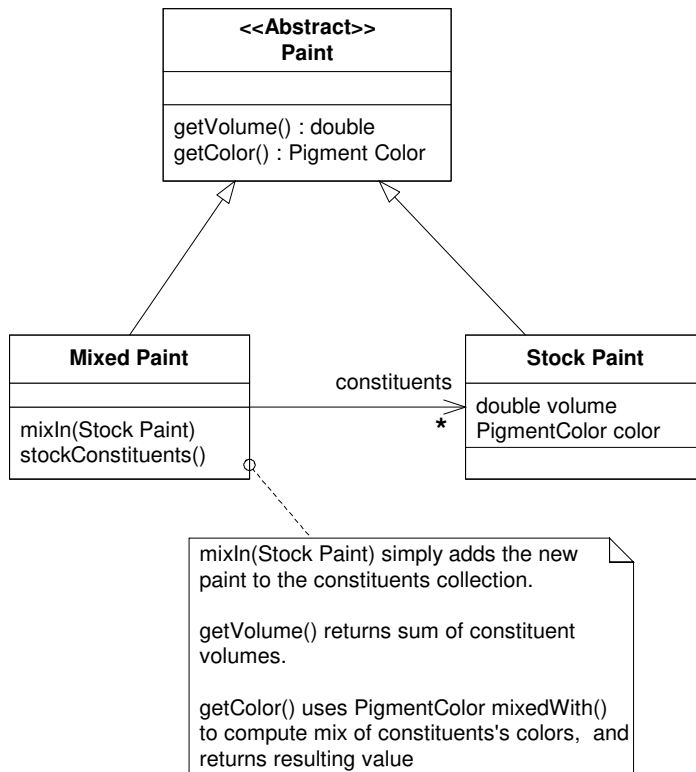 <<Abstract>>
Paint
getVolume() : double
getColor() : Pigment Color
Mixed Paint
mixIn(Stock Paint)
stockConstituents()
constituents
*
Stock Paint
double volume
PigmentColor color
mixIn(Stock Paint) simply adds the new
paint to the constituents collection.
getVolume() returns sum of constituent
volumes.
getColor() uses PigmentColor mixedWith()
to compute mix of constituents's colors, and
returns resulting value